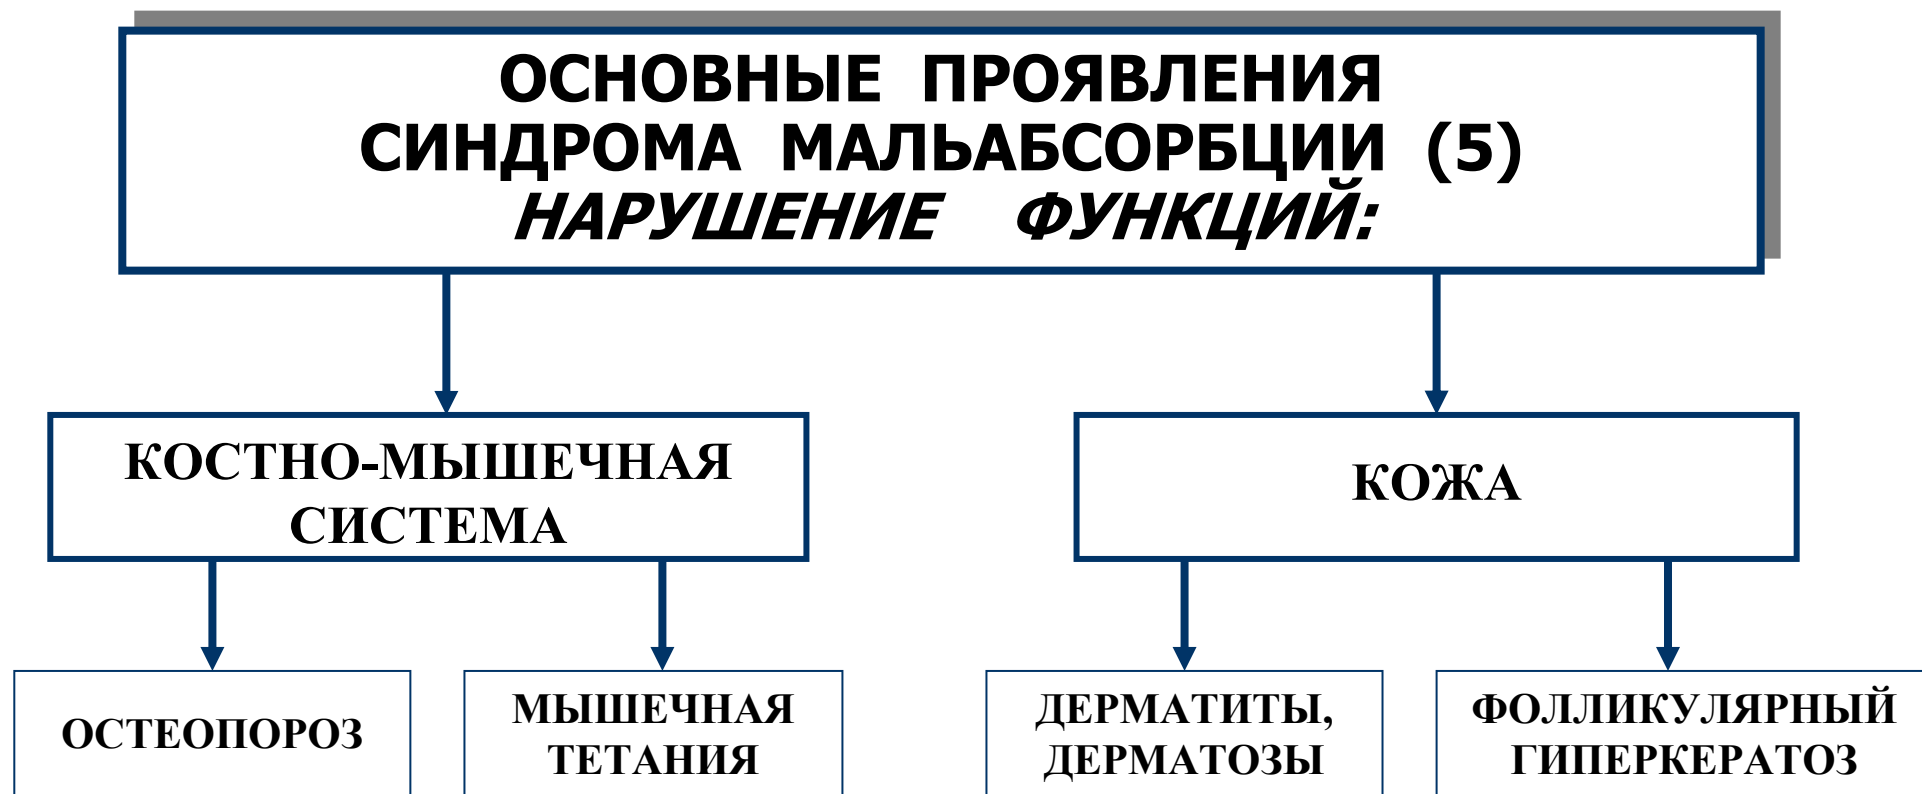 ОСНОВНЫЕ ПРОЯВЛЕНИЯ
СИНДРОМА МАЛЬАБСОРБЦИИ (5)
НАРУШЕНИЕ ФУНКЦИЙ:
КОСТНО-МЫШЕЧНАЯ
СИСТЕМА
КОЖА
ОСТЕОПОРОЗ
МЫШЕЧНАЯ
ТЕТАНИЯ
ДЕРМАТИТЫ,
ДЕРМАТОЗЫ
ФОЛЛИКУЛЯРНЫЙ
ГИПЕРКЕРАТОЗ